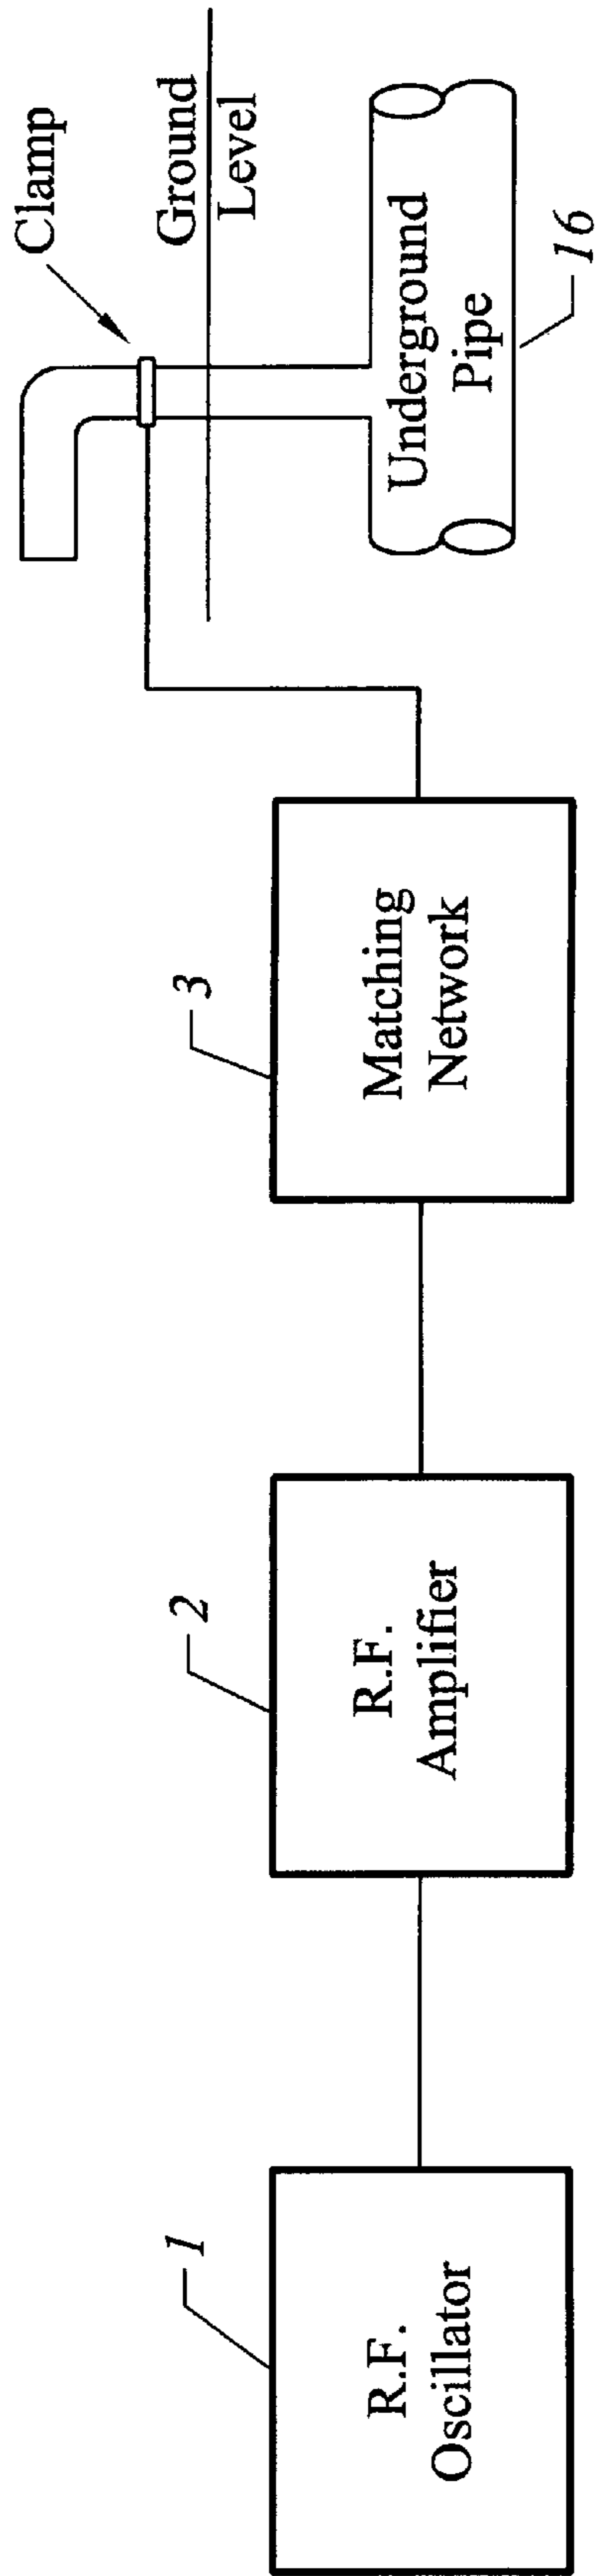 1
R.F.
Oscillator
2
R.F.
Amplifier
3
Matching
Network
Clamp
Ground
Level
Underground
Pipe
16